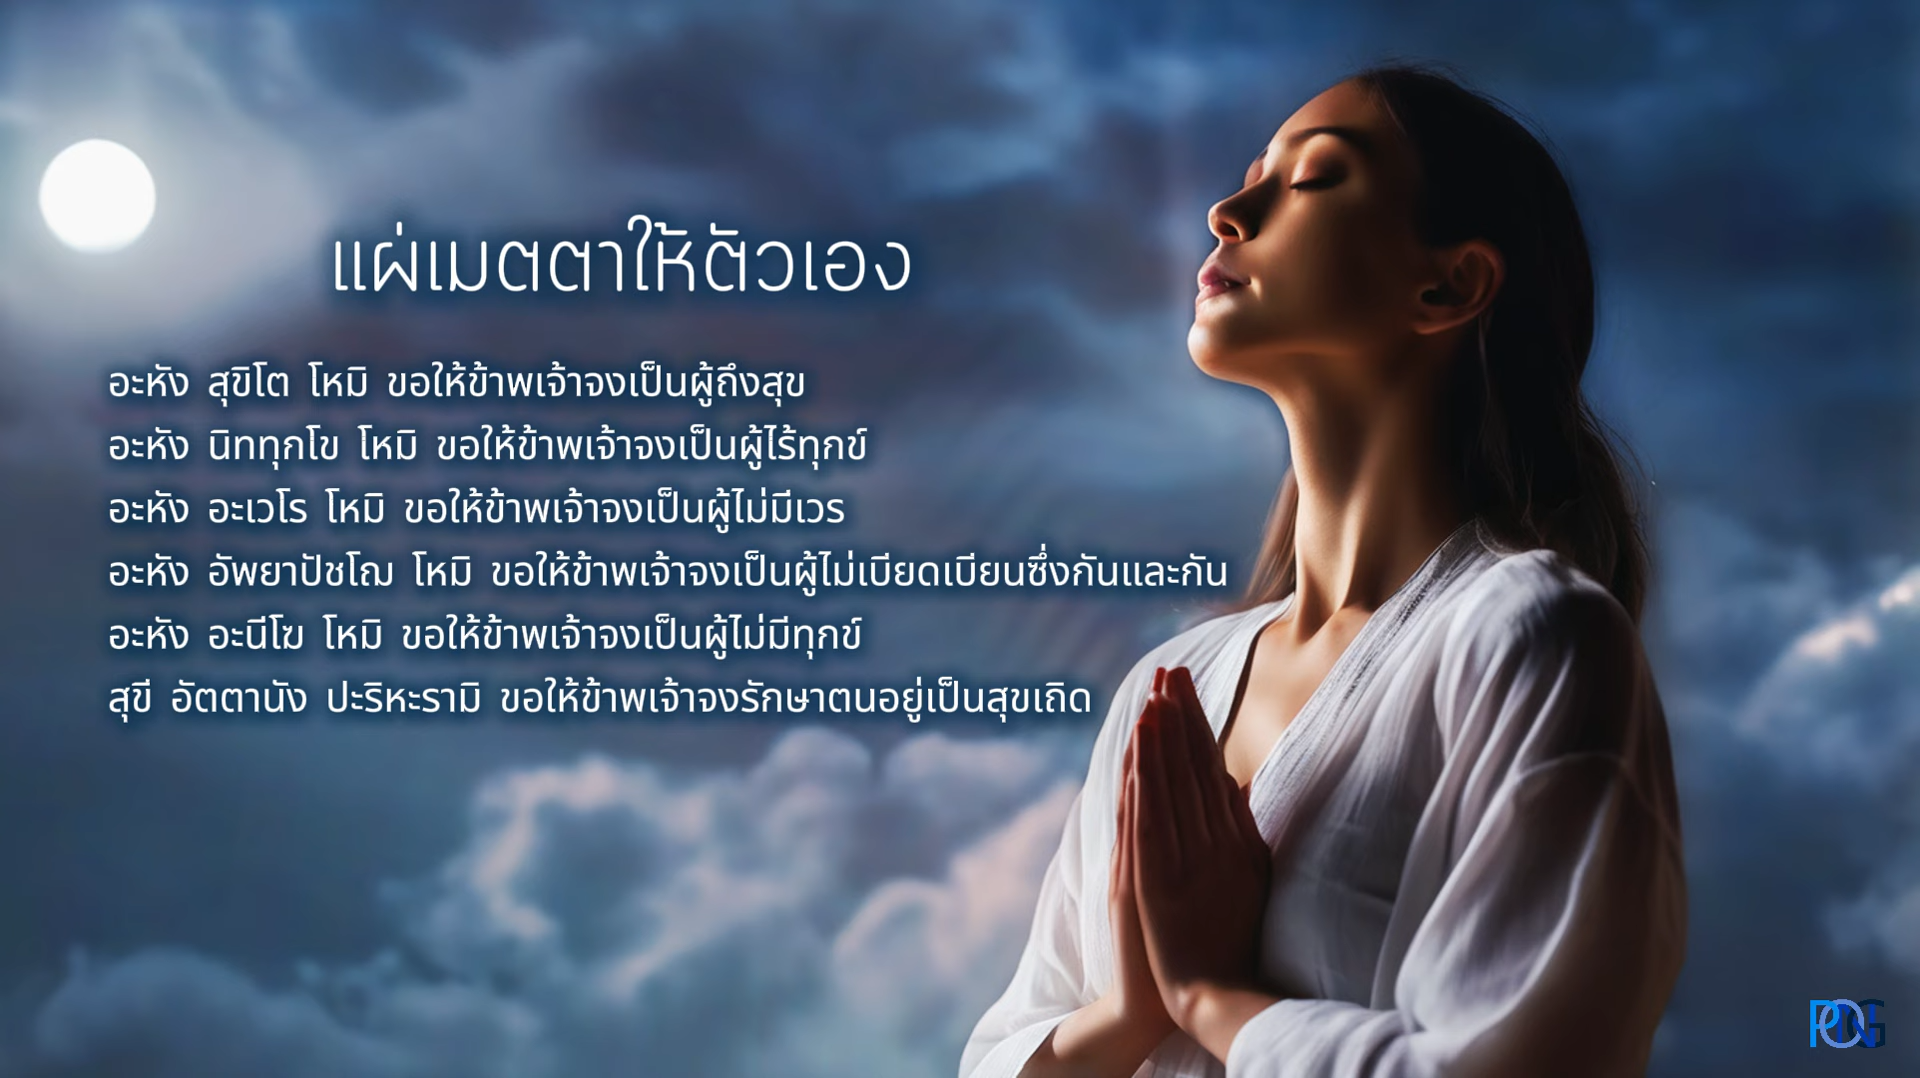 แผ่เมตตาให้ตัวเอง
อะหัง สุขิโต โหมิ ขอให้ข้าพเจ้าจงเป็นผู้ถึงสุข
อะหัง นิททุกโข โหมิ ขอให้ข้าพเจ้าจงเป็นผู้ไร้ทุกข์
อะหัง อะเวโร โหมิ ขอให้ข้าพเจ้าจงเป็นผู้ไม่มีเวร
อะหัง อัพยาปัชโฌ โหมิ ขอให้ข้าพเจ้าจงเป็นผู้ไม่เบียดเบียนซึ่งกันและกัน
อะหัง อะนีโฆ โหมิ ขอให้ข้าพเจ้าจงเป็นผู้ไม่มีทุกข์
สุขี อัตตานัง ปะริหะรามิ ขอให้ข้าพเจ้าจงรักษาตนอยู่เป็นสุขเถิด
PONG